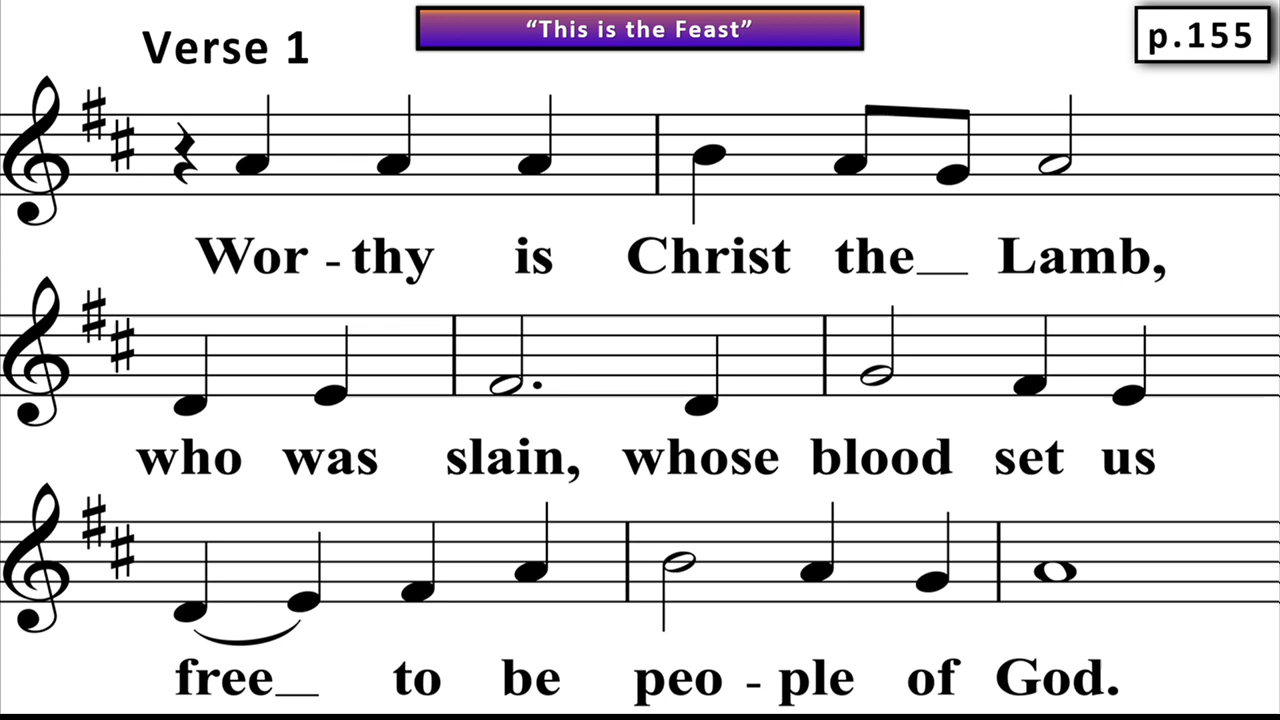 “This is the Feast”
Verse 1
p.155
Wor - thy is Christ the__ Lamb,
who was slain, whose blood set us
free__ to be peo - ple of God.